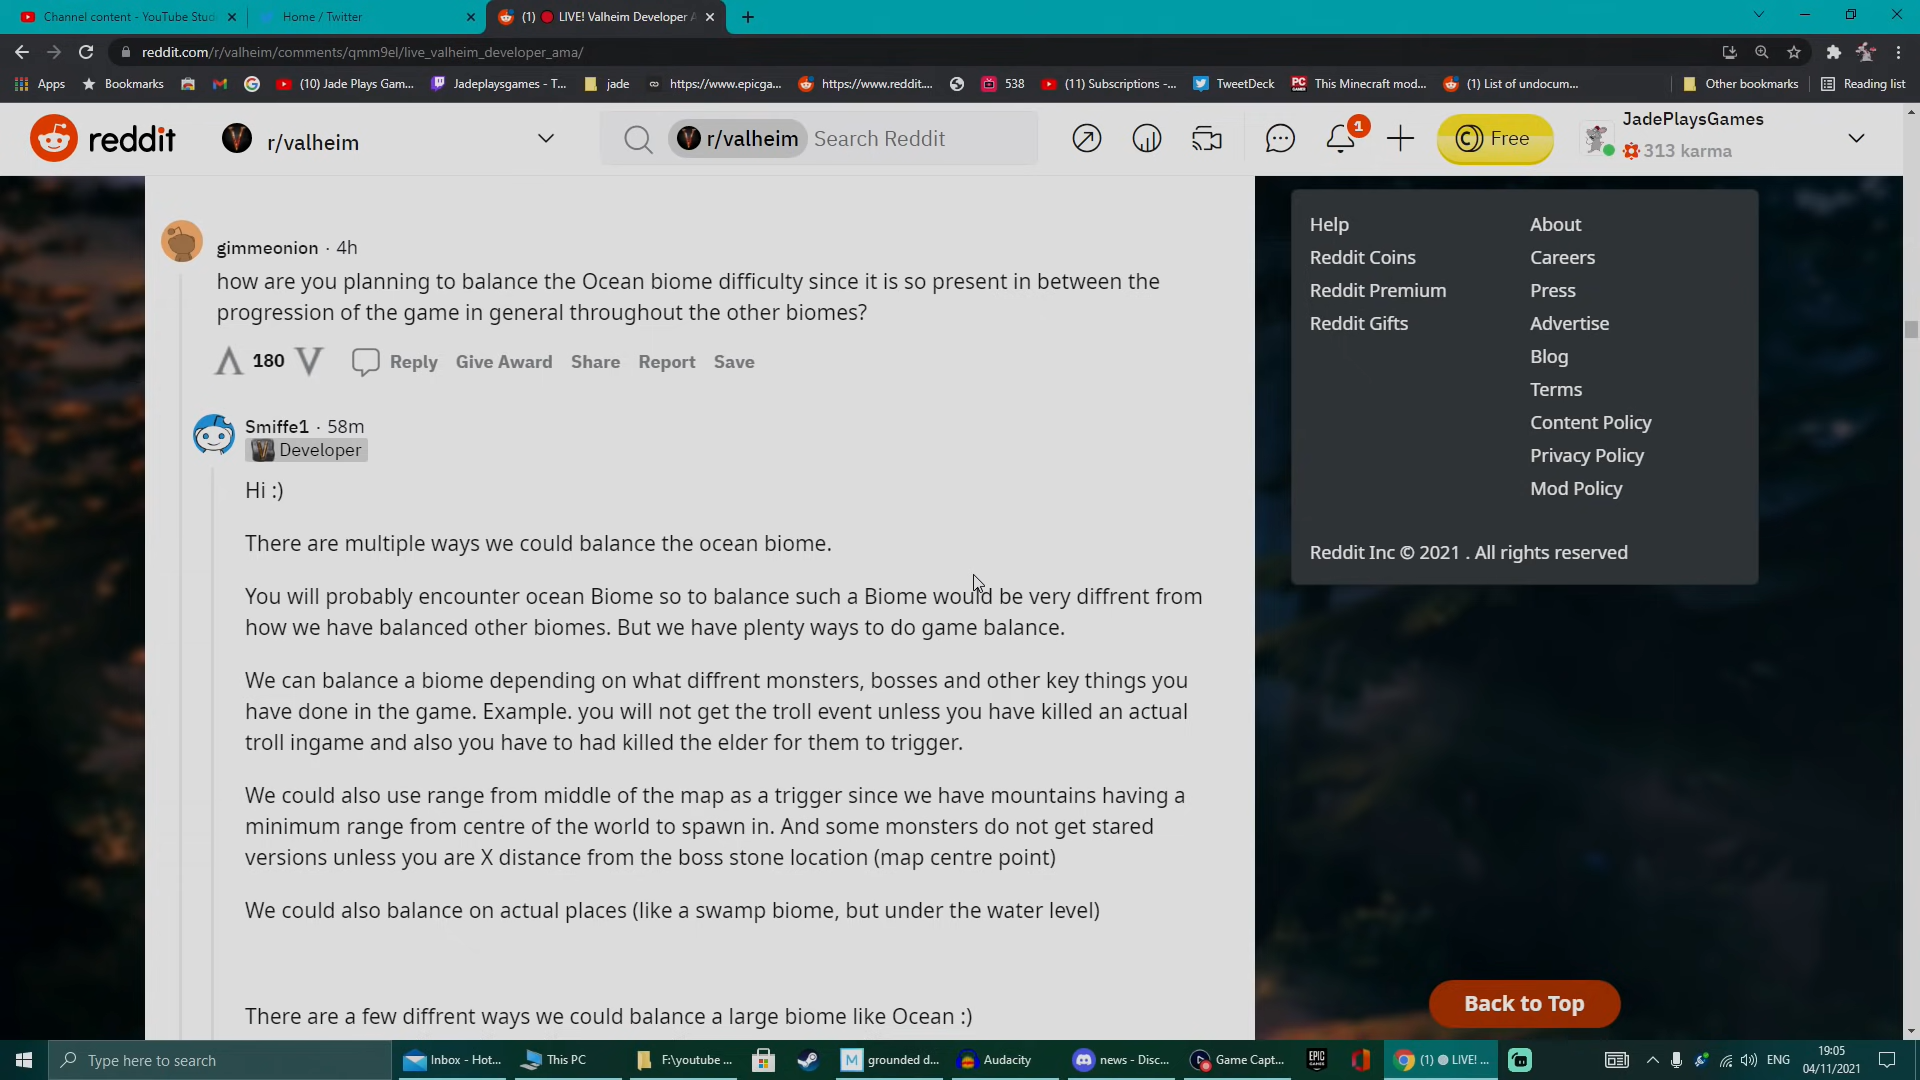 Channel content - YouTube Stud
Home / Twitter
(1) LIVE! Valheim Developer A
reddit.com/r/valheim/comments/qmm9el/live_valheim_developer_ama/
Apps
Bookmarks
(10) Jade Plays Gam...
Jadeplaysgames - T...
jade
https://www.epicga...
https://www.reddit....
538
(11) Subscriptions -...
TweetDeck
This Minecraft mod...
(1) List of undocum...
Other bookmarks
Reading list
reddit
r/valheim
r/valheim
Search Reddit
1
Free
JadePlaysGames
313 karma
gimmeonion · 4h
how are you planning to balance the Ocean biome difficulty since it is so present in between the
progression of the game in general throughout the other biomes?
180
Reply
Give Award
Share
Report
Save
Smiffe1 · 58m
Developer
Hi :)
There are multiple ways we could balance the ocean biome.
You will probably encounter ocean Biome so to balance such a Biome would be very diffrent from
how we have balanced other biomes. But we have plenty ways to do game balance.
We can balance a biome depending on what diffrent monsters, bosses and other key things you
have done in the game. Example. you will not get the troll event unless you have killed an actual
troll ingame and also you have to had killed the elder for them to trigger.
We could also use range from middle of the map as a trigger since we have mountains having a
minimum range from centre of the world to spawn in. And some monsters do not get stared
versions unless you are X distance from the boss stone location (map centre point)
We could also balance on actual places (like a swamp biome, but under the water level)
There are a few diffrent ways we could balance a large biome like Ocean :)
Help
Reddit Coins
Reddit Premium
Reddit Gifts
About
Careers
Press
Advertise
Blog
Terms
Content Policy
Privacy Policy
Mod Policy
Reddit Inc © 2021 . All rights reserved
Back to Top
Type here to search
Inbox - Hot...
This PC
F:\youtube ...
grounded d...
Audacity
news - Disc...
Game Capt...
EPIC
(1) LIVE! ...
ENG
19:05
04/11/2021